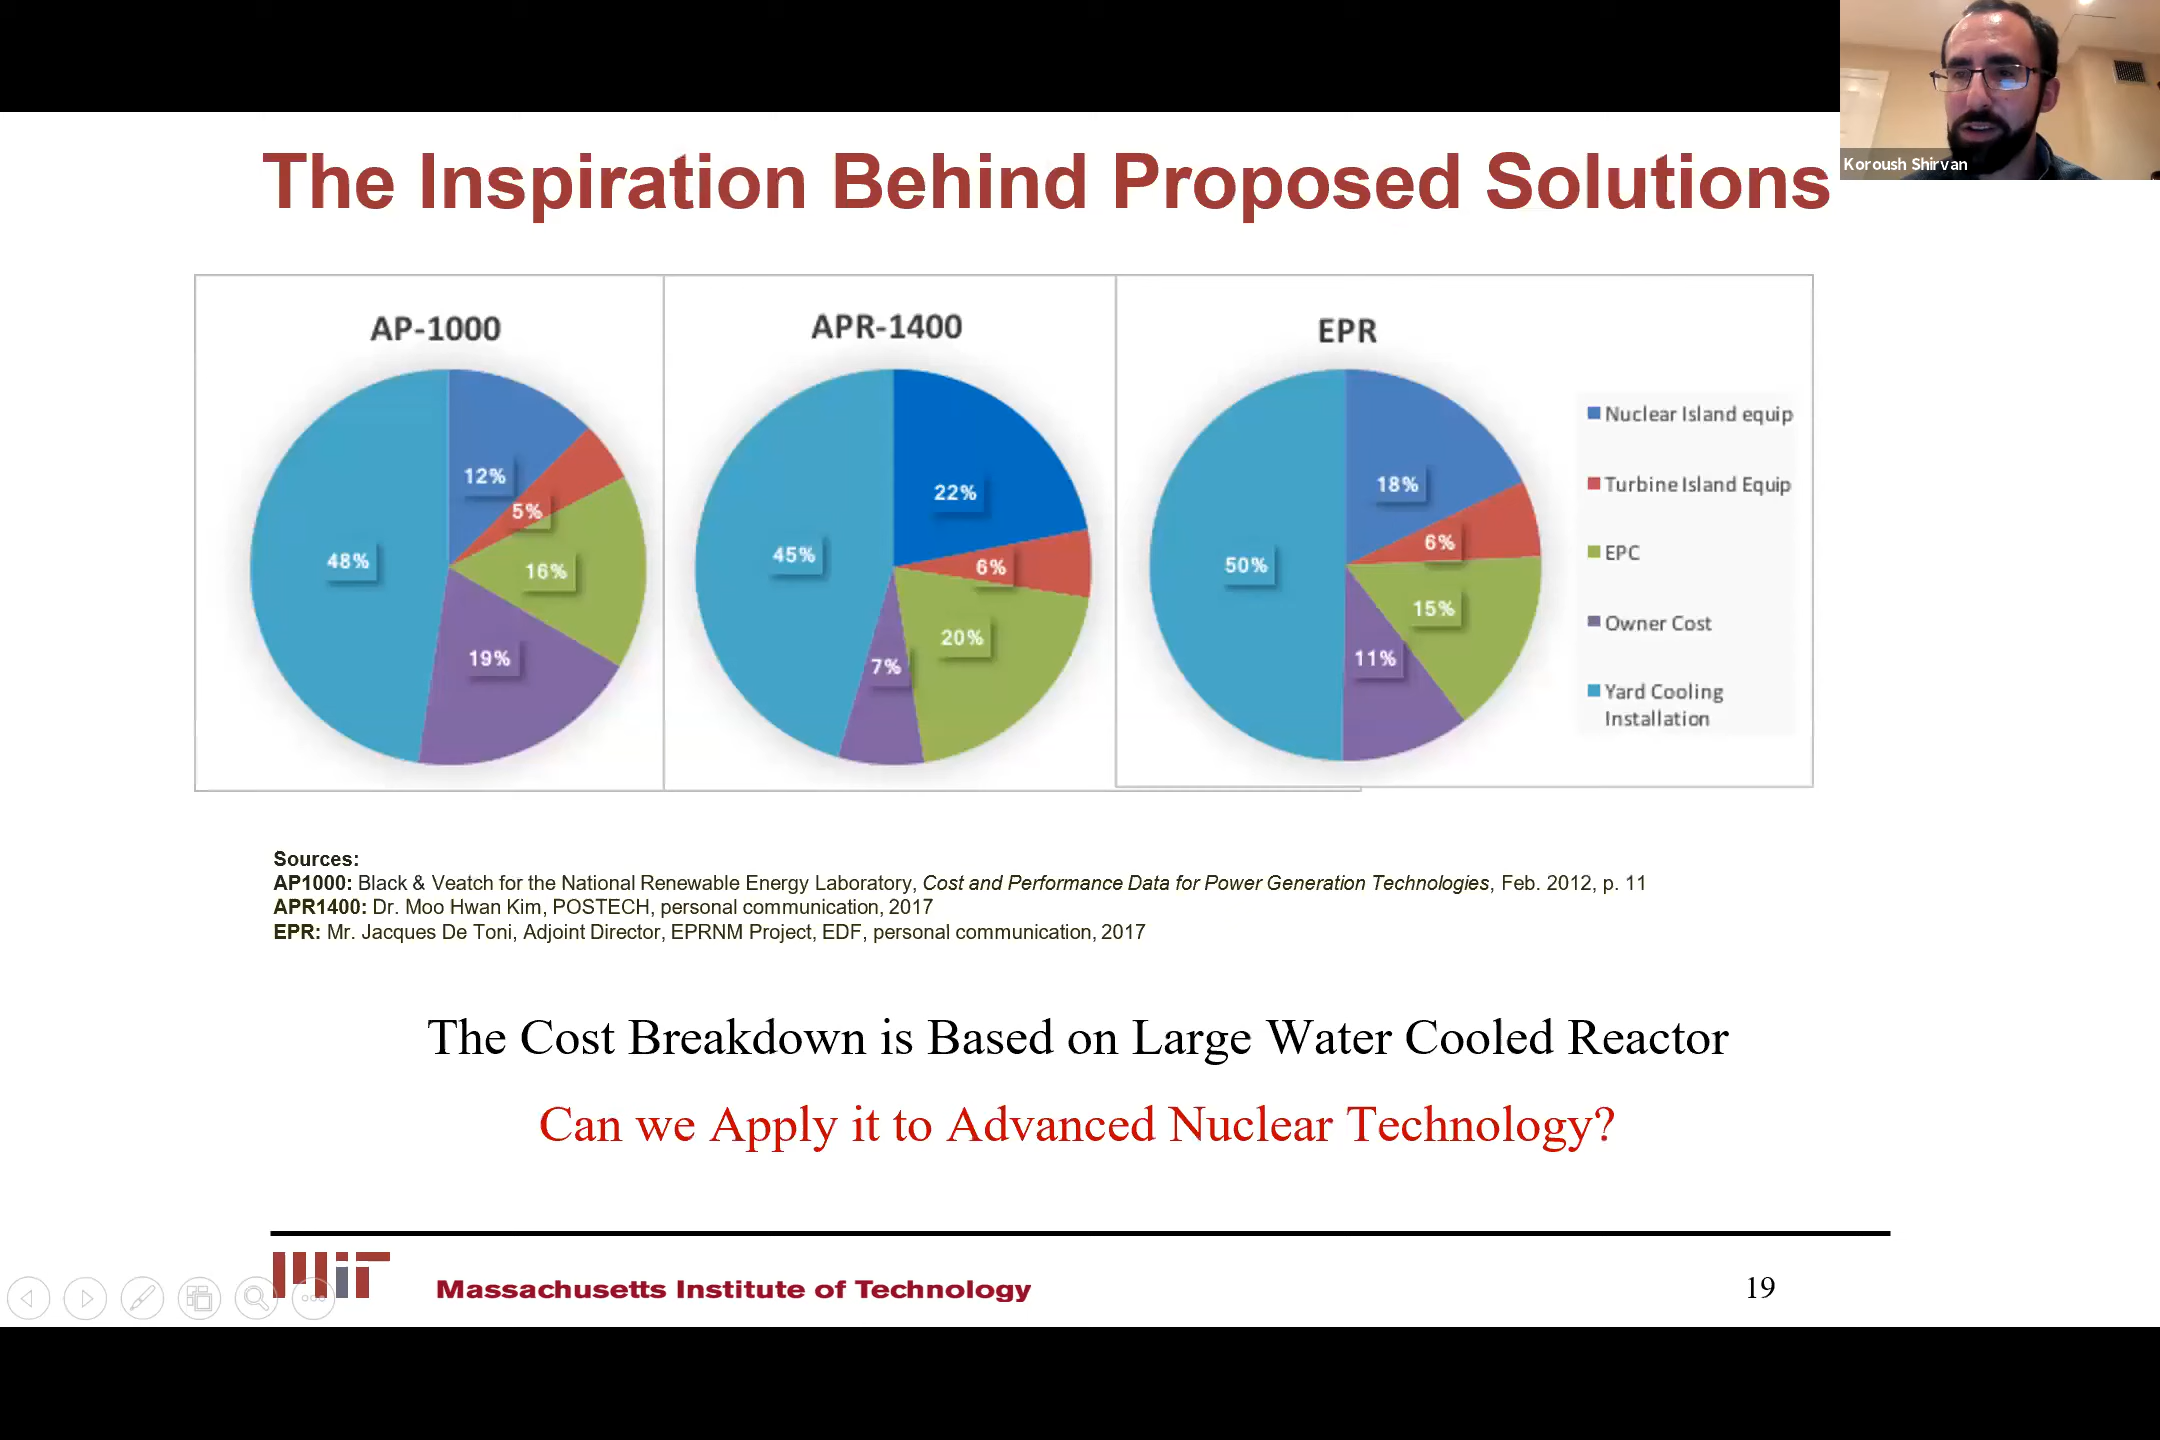 Koroush Shirvan
The Inspiration Behind Proposed Solutions
AP-1000
12%
5%
16%
19%
48%
APR-1400
22%
6%
20%
7%
45%
EPR
18%
6%
15%
11%
50%
Nuclear Island equip
Turbine Island Equip
EPC
Owner Cost
Yard Cooling
Installation
Sources:
AP1000: Black & Veatch for the National Renewable Energy Laboratory, Cost and Performance Data for Power Generation Technologies, Feb. 2012, p. 11
APR1400: Dr. Moo Hwan Kim, POSTECH, personal communication, 2017
EPR: Mr. Jacques De Toni, Adjoint Director, EPRNM Project, EDF, personal communication, 2017
The Cost Breakdown is Based on Large Water Cooled Reactor
Can we Apply it to Advanced Nuclear Technology?
MIT
Massachusetts Institute of Technology
19